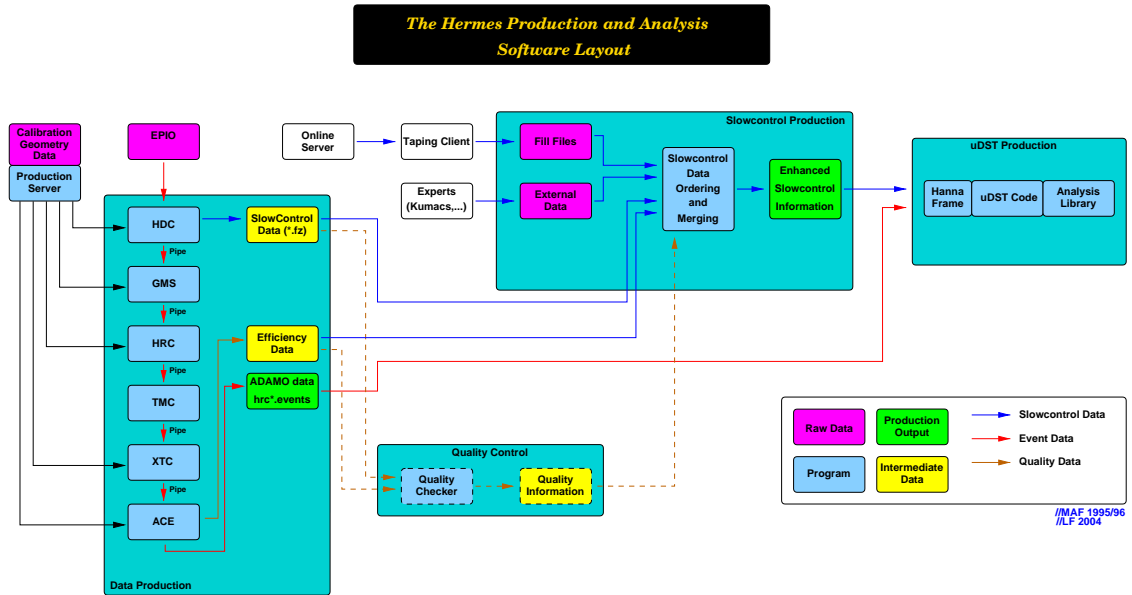 The Hermes Production and Analysis
Software Layout
Calibration
Geometry
Data
Production
Server
EPIO
Online
Server
Taping Client
Experts
(Kumacs,...)
Slowcontrol Production
Fill Files
External
Data
Slowcontrol
Data
Ordering
and
Merging
Enhanced
Slowcontrol
Information
uDST Production
Hanna
Frame
uDST Code
Analysis
Library
HDC
SlowControl
Data (*.fz)
Pipe
GMS
Pipe
HRC
Efficiency
Data
Pipe
ADAMO data
hrc*.events
TMC
Pipe
XTC
Pipe
ACE
Data Production
Quality Control
Quality
Checker
Quality
Information
Raw Data
Production
Output
Program
Intermediate
Data
Slowcontrol Data
Event Data
Quality Data
//MAF 1995/96
//LF 2004